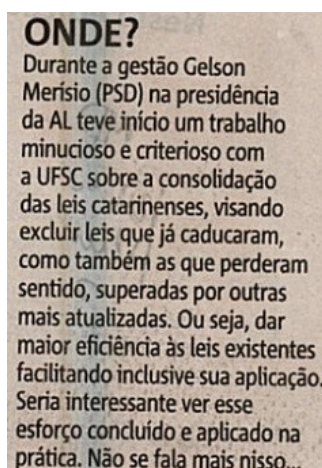 ONDE?
Durante a gestão Gelson
Merisio (PSD) na presidência
da AL teve início um trabalho
minucioso e criterioso com
a UFSC sobre a consolidação
das leis catarinenses, visando
excluir leis que já caducaram,
como também as que perderam
sentido, superadas por outras
mais atualizadas. Ou seja, dar
maior eficiência às leis existentes
facilitando inclusive sua aplicação.
Seria interessante ver esse
esforço concluído e aplicado na
prática. Não se fala mais nisso...